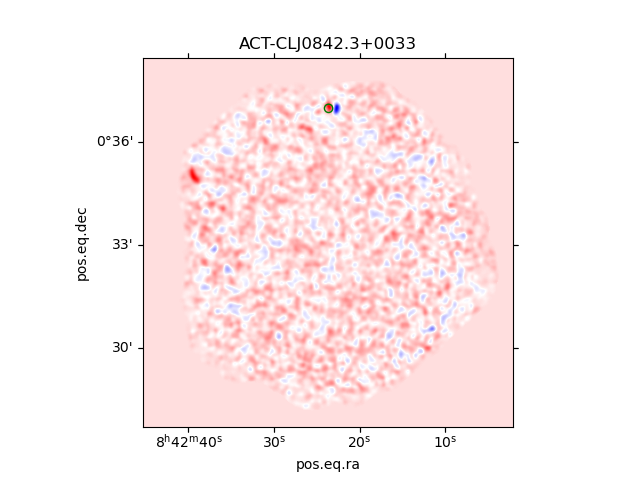 ACT-CLJ0842.3+0033
0°36'
33'
30'
pos.eq.dec
8ʰ42ᵐ40ˢ 30ˢ 20ˢ 10ˢ
pos.eq.ra